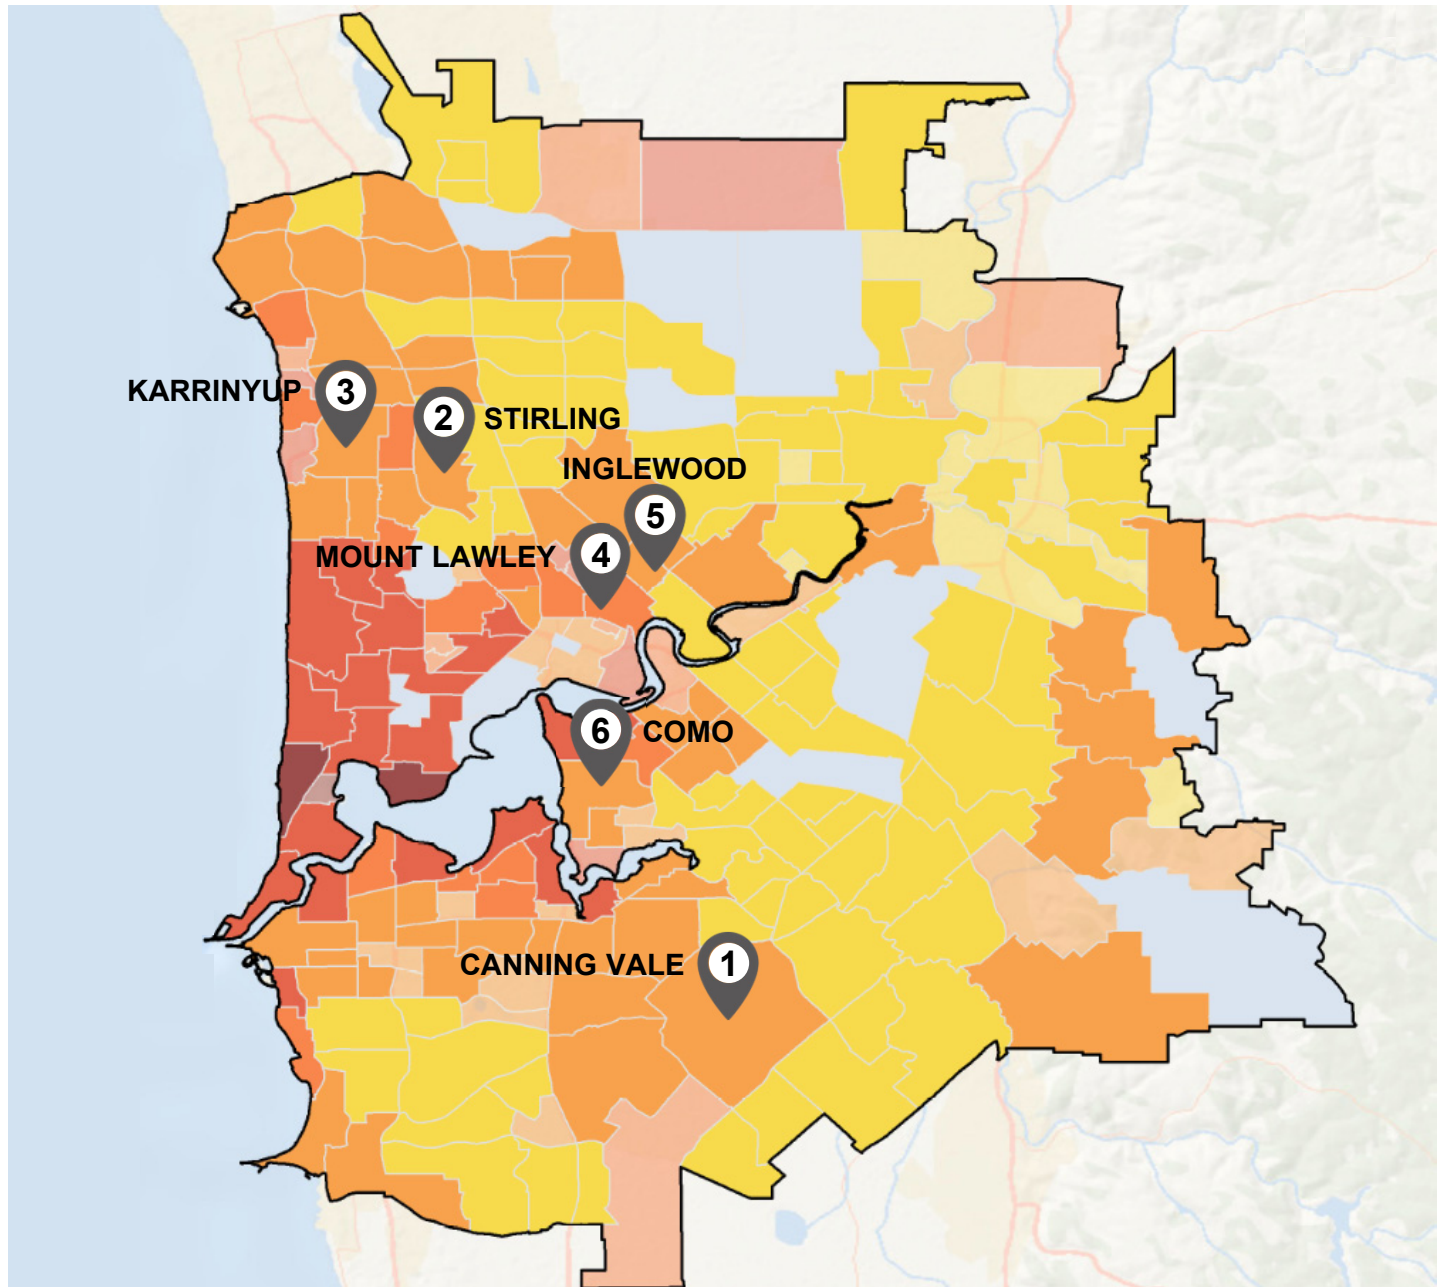 3
KARRINYUP
2
STIRLING
INGLEWOOD
5
MOUNT LAWLEY
4
6
COMO
CANNING VALE
1